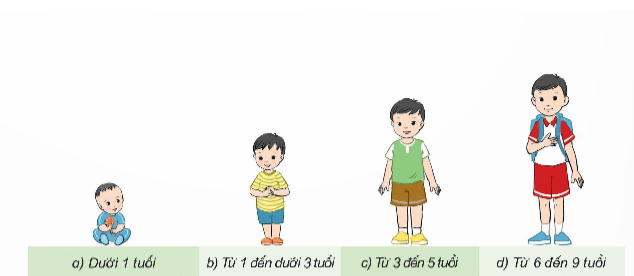 a) Dưới 1 tuổi
b) Từ 1 đến dưới 3 tuổi
c) Từ 3 đến 5 tuổi
d) Từ 6 đến 9 tuổi